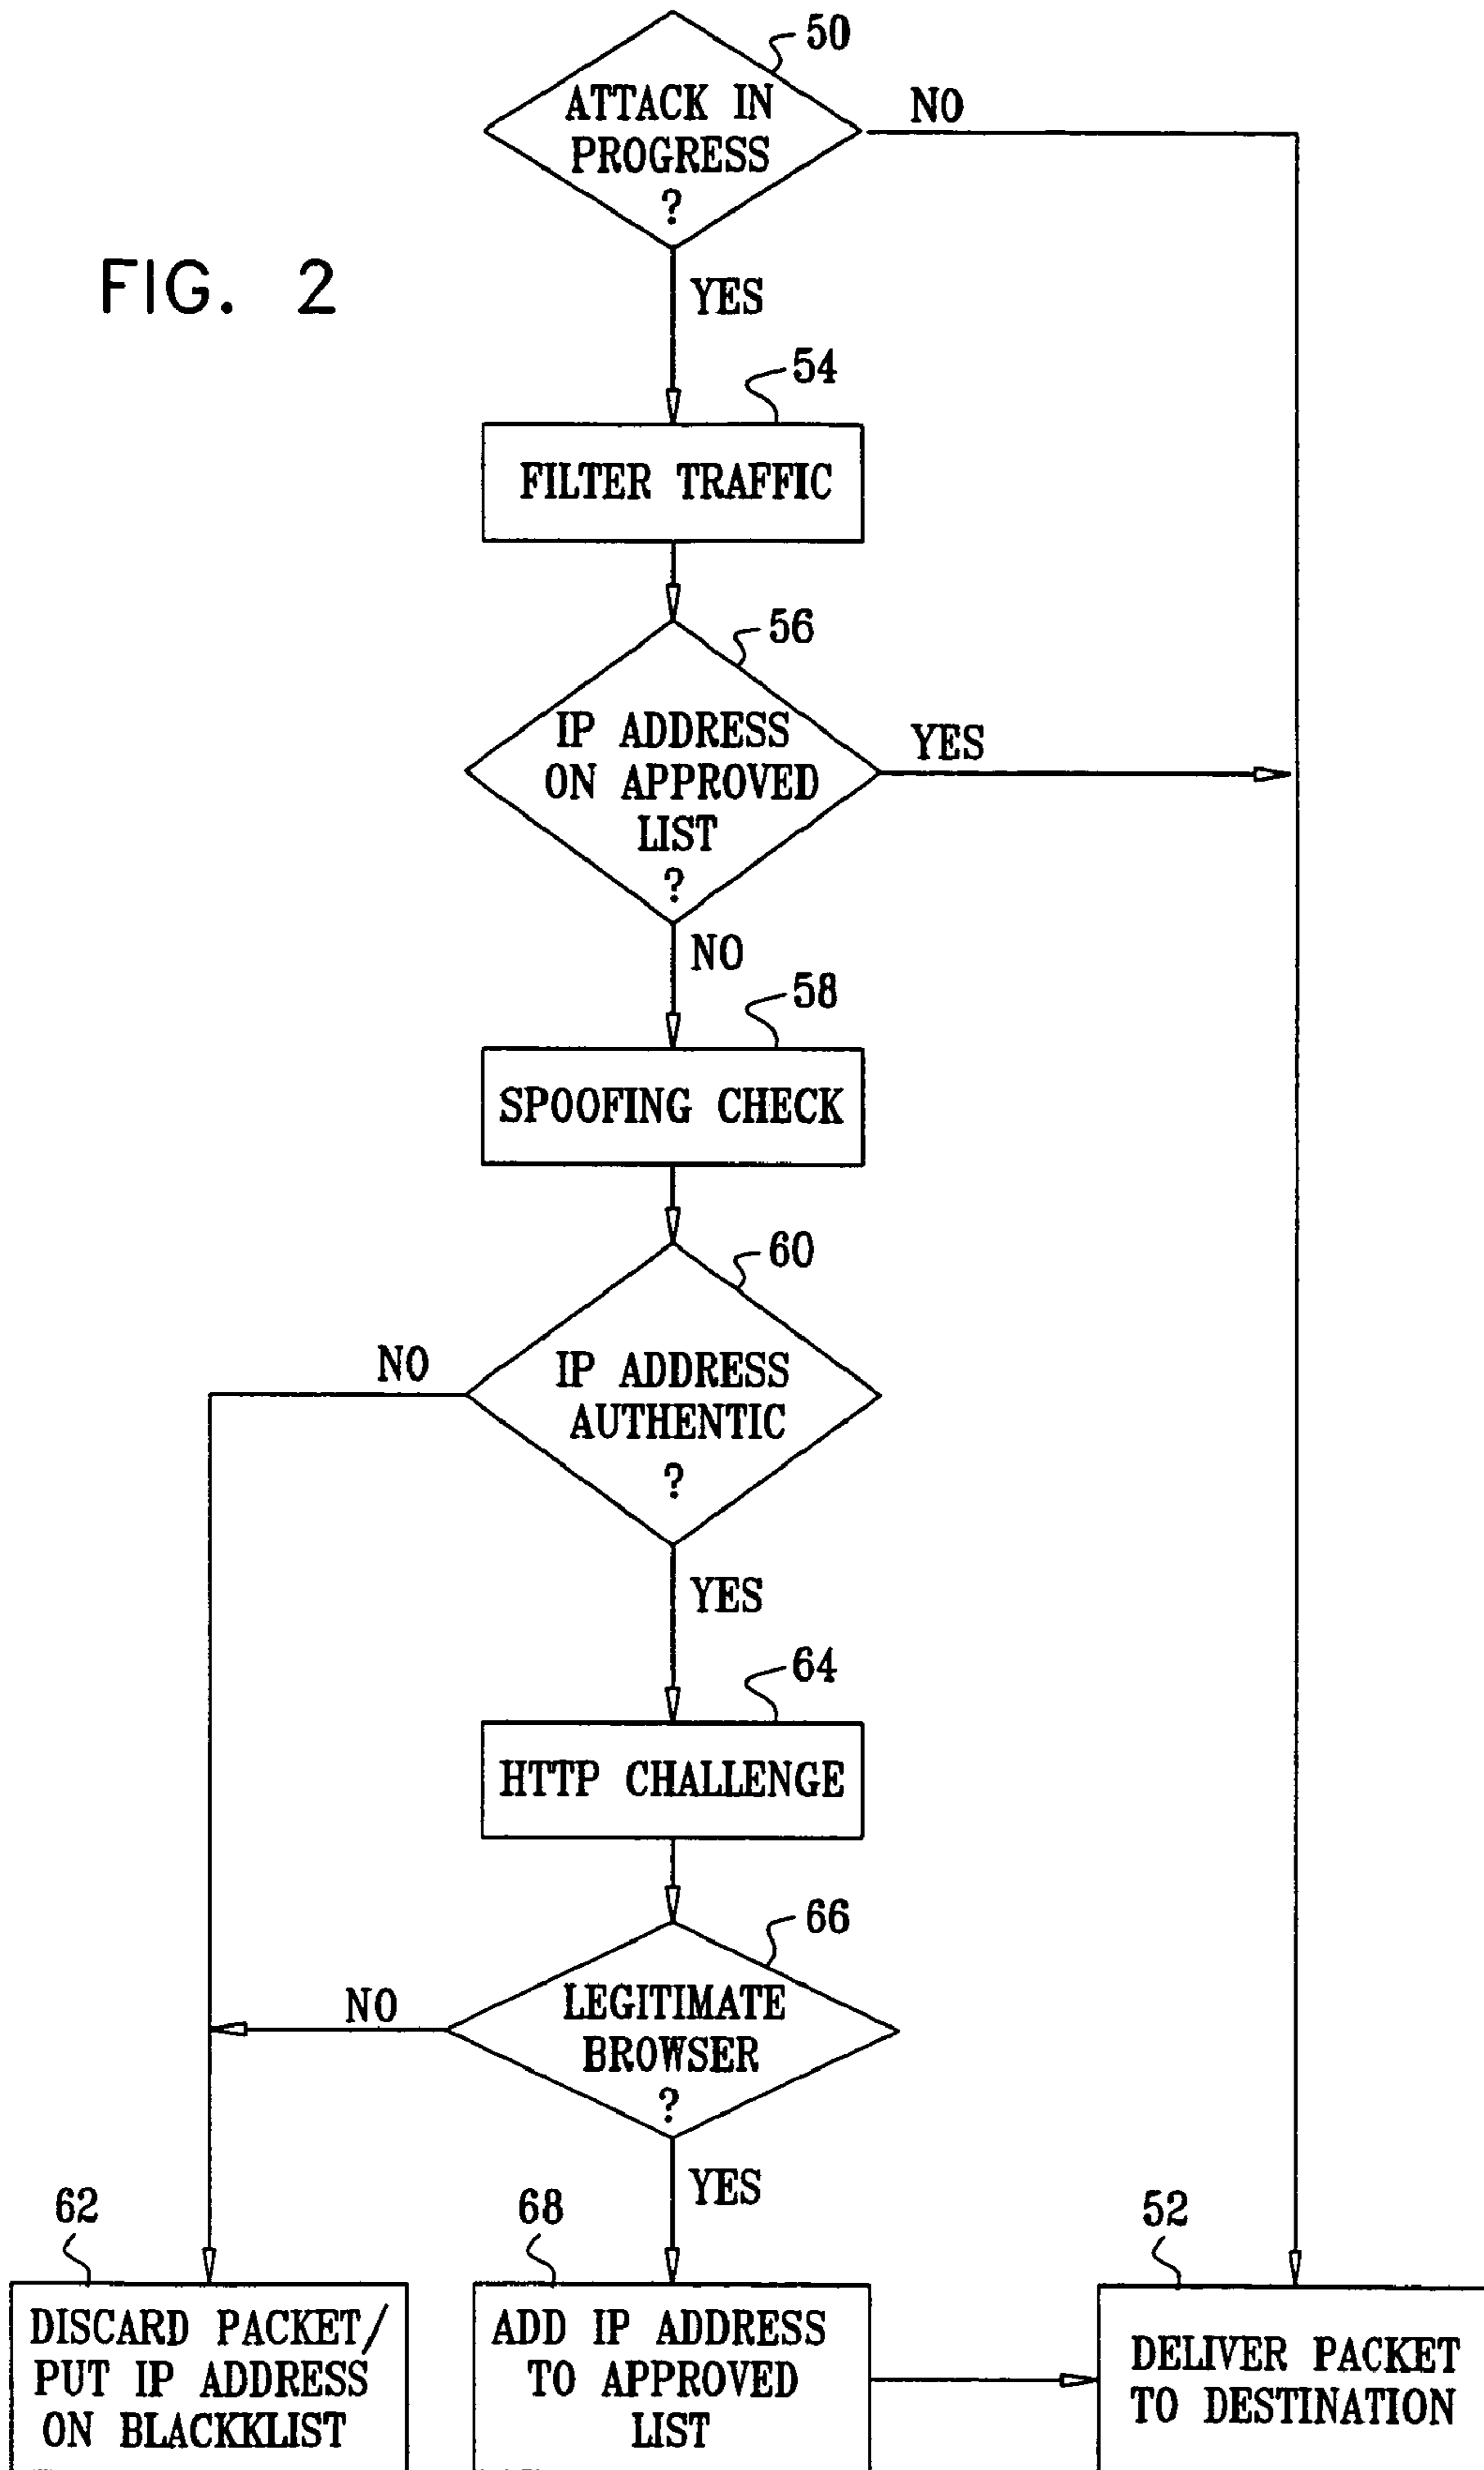 50
ATTACK IN
PROGRESS
?
NO
FIG. 2
YES
54
FILTER TRAFFIC
56
IP ADDRESS
ON APPROVED
LIST
?
YES
NO
58
SPOOFING CHECK
60
IP ADDRESS
AUTHENTIC
?
NO
YES
64
HTTP CHALLENGE
66
LEGITIMATE
BROWSER
?
NO
YES
62
DISCARD PACKET/
PUT IP ADDRESS
ON BLACKKLIST
68
ADD IP ADDRESS
TO APPROVED
LIST
52
DELIVER PACKET
TO DESTINATION